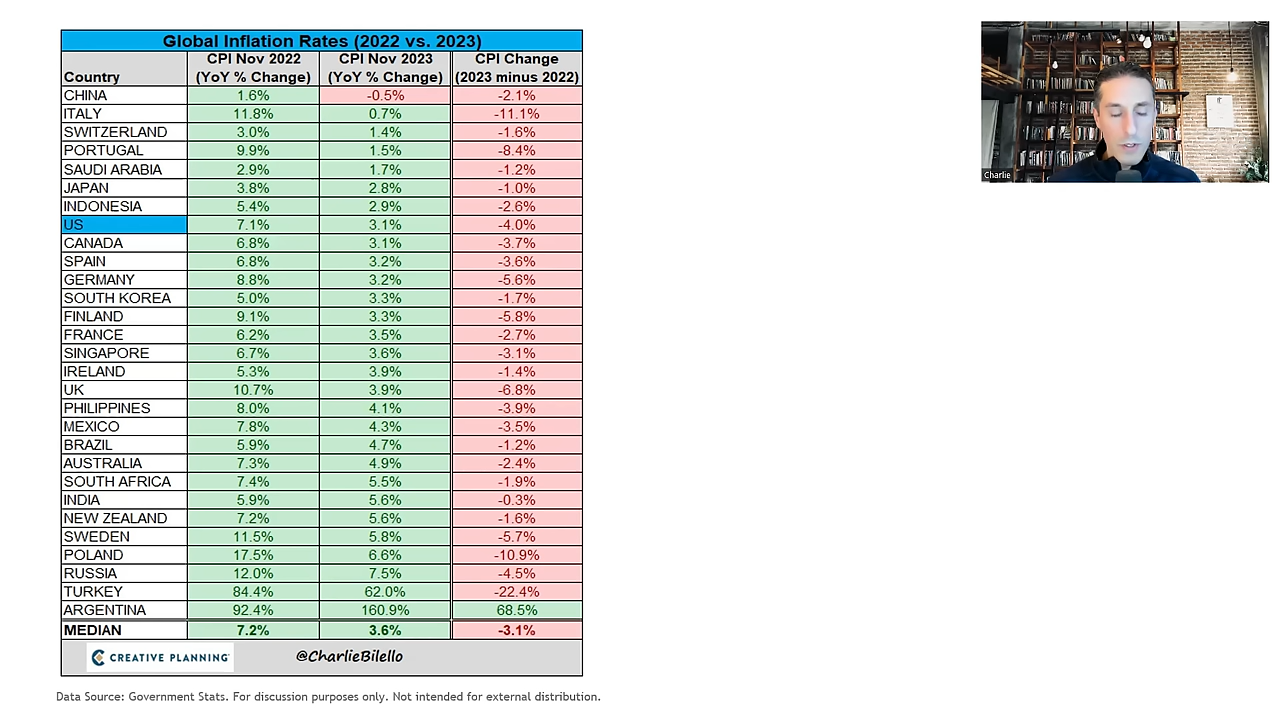 Global Inflation Rates (2022 vs. 2023)
Country CPI Nov 2022 (YoY % Change) CPI Nov 2023 (YoY % Change) CPI Change (2023 minus 2022)
CHINA 1.6% -0.5% -2.1%
ITALY 11.8% 0.7% -11.1%
SWITZERLAND 3.0% 1.4% -1.6%
PORTUGAL 9.9% 1.5% -8.4%
SAUDI ARABIA 2.9% 1.7% -1.2%
JAPAN 3.8% 2.8% -1.0%
INDONESIA 5.4% 2.9% -2.6%
US 7.1% 3.1% -4.0%
CANADA 6.8% 3.1% -3.7%
SPAIN 6.8% 3.2% -3.6%
GERMANY 8.8% 3.2% -5.6%
SOUTH KOREA 5.0% 3.3% -1.7%
FINLAND 9.1% 3.3% -5.8%
FRANCE 6.2% 3.5% -2.7%
SINGAPORE 6.7% 3.6% -3.1%
IRELAND 5.3% 3.9% -1.4%
UK 10.7% 3.9% -6.8%
PHILIPPINES 8.0% 4.1% -3.9%
MEXICO 7.8% 4.3% -3.5%
BRAZIL 5.9% 4.7% -1.2%
AUSTRALIA 7.3% 4.9% -2.4%
SOUTH AFRICA 7.4% 5.5% -1.9%
INDIA 5.9% 5.6% -0.3%
NEW ZEALAND 7.2% 5.6% -1.6%
SWEDEN 11.5% 5.8% -5.7%
POLAND 17.5% 6.6% -10.9%
RUSSIA 12.0% 7.5% -4.5%
TURKEY 84.4% 62.0% -22.4%
ARGENTINA 92.4% 160.9% 68.5%
MEDIAN 7.2% 3.6% -3.1%
CREATIVE PLANNING @CharlieBilello
Data Source: Government Stats. For discussion purposes only. Not intended for external distribution.
Charlie